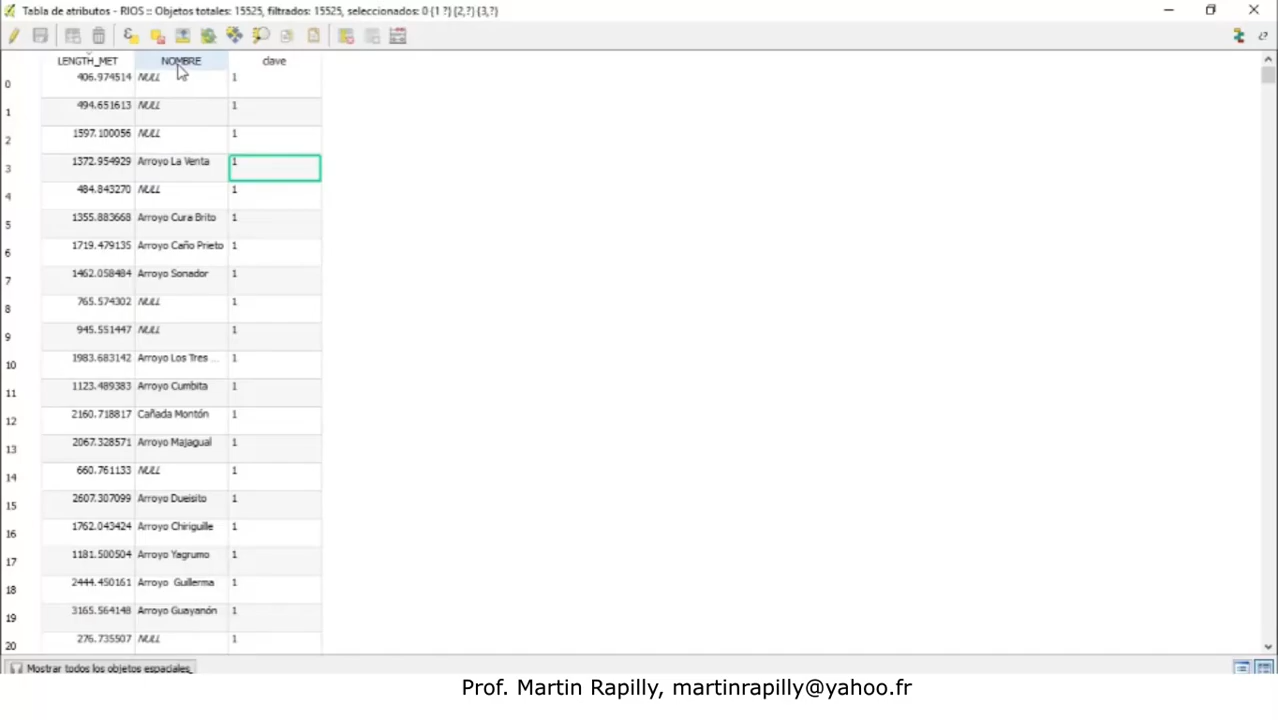 Tabla de atributos - RIOS :: Objetos totales: 15525, filtrados: 15525, seleccionados: 0 {1 ?} {2,?} {3,?}
LENGTH_MET NOMBRE clave
0 406.974514 NULL 1
1 494.651613 NULL 1
2 1597.100056 NULL 1
3 1372.954929 Arroyo La Venta 1
4 484.843270 NULL 1
5 1355.883668 Arroyo Cura Brito 1
6 1719.479135 Arroyo Caño Prieto 1
7 1462.058484 Arroyo Sonador 1
8 765.574302 NULL 1
9 945.551447 NULL 1
10 1983.683142 Arroyo Los Tres ... 1
11 1123.489383 Arroyo Cumbita 1
12 2160.718817 Cañada Montón 1
13 2067.328571 Arroyo Majagual 1
14 660.761133 NULL 1
15 2607.307099 Arroyo Dueisito 1
16 1762.043424 Arroyo Chiriguille 1
17 1181.500504 Arroyo Yagrumo 1
18 2444.450161 Arroyo Guillerma 1
19 3165.564148 Arroyo Guayanón 1
20 276.735507 NULL 1
Mostrar todos los objetos espaciales
Prof. Martin Rapilly, martinrapilly@yahoo.fr